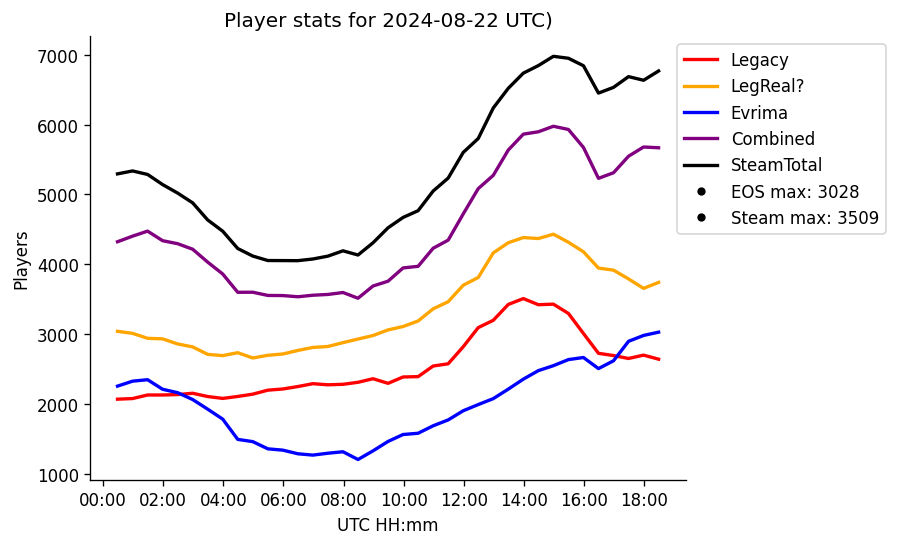 Player stats for 2024-08-22 UTC)
7000
6000
5000
4000
3000
2000
1000
Players
00:00 02:00 04:00 06:00 08:00 10:00 12:00 14:00 16:00 18:00
UTC HH:mm
Legacy
LegReal?
Evrima
Combined
SteamTotal
EOS max: 3028
Steam max: 3509